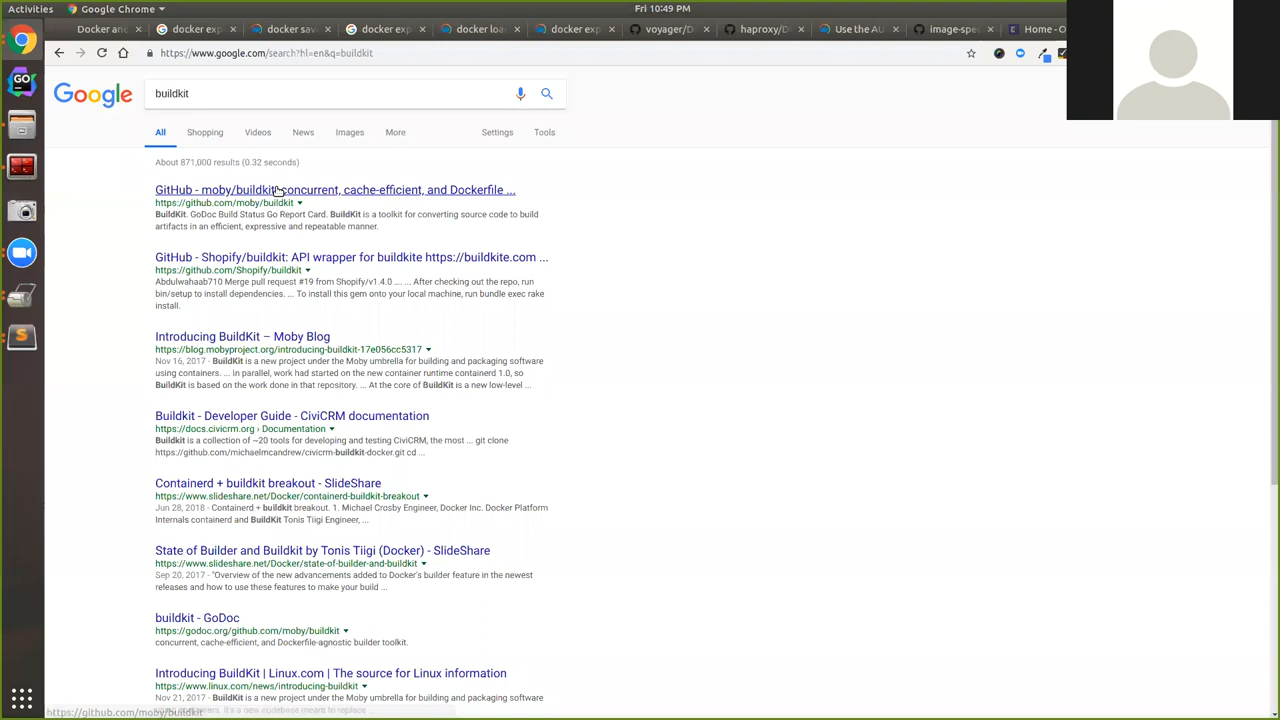 Activities Google Chrome Fri 10:49 PM
Docker and docker exp docker save docker exp docker loa docker exp voyager/D haproxy/D Use the AU image-spe Home - O
https://www.google.com/search?hl=en&q=buildkit
Google
buildkit
All Shopping Videos News Images More Settings Tools
About 871,000 results (0.32 seconds)
GitHub - moby/buildkit: concurrent, cache-efficient, and Dockerfile ...
https://github.com/moby/buildkit
BuildKit. GoDoc Build Status Go Report Card. BuildKit is a toolkit for converting source code to build
artifacts in an efficient, expressive and repeatable manner.
GitHub - Shopify/buildkit: API wrapper for buildkite https://buildkite.com ...
https://github.com/Shopify/buildkit
Abdulwahaab710 Merge pull request #19 from Shopify/v1.4.0 .... ... After checking out the repo, run
bin/setup to install dependencies. ... To install this gem onto your local machine, run bundle exec rake
install.
Introducing BuildKit – Moby Blog
https://blog.mobyproject.org/introducing-buildkit-17e056cc5317
Nov 16, 2017 - BuildKit is a new project under the Moby umbrella for building and packaging software
using containers. ... In parallel, work had started on the new container runtime containerd 1.0, so
BuildKit is based on the work done in that repository. ... At the core of BuildKit is a new low-level ...
Buildkit - Developer Guide - CiviCRM documentation
https://docs.civicrm.org › Documentation
Buildkit is a collection of ~20 tools for developing and testing CiviCRM, the most ... git clone
https://github.com/michaelmcandrew/civicrm-buildkit-docker.git cd ...
Containerd + buildkit breakout - SlideShare
https://www.slideshare.net/Docker/containerd-buildkit-breakout
Jun 28, 2018 - Containerd + buildkit breakout. 1. Michael Crosby Engineer, Docker Inc. Docker Platform
Internals containerd and BuildKit Tonis Tiigi Engineer, ...
State of Builder and Buildkit by Tonis Tiigi (Docker) - SlideShare
https://www.slideshare.net/Docker/state-of-builder-and-buildkit
Sep 20, 2017 - "Overview of the new advancements added to Docker's builder feature in the newest
releases and how to use these features to make your build ...
buildkit - GoDoc
https://godoc.org/github.com/moby/buildkit
concurrent, cache-efficient, and Dockerfile-agnostic builder toolkit.
Introducing BuildKit | Linux.com | The source for Linux information
https://www.linux.com/news/introducing-buildkit
Nov 21, 2017 - BuildKit is a new project under the Moby umbrella for building and packaging software
https://github.com/moby/buildkit containers. It's a new codebase meant to replace ...